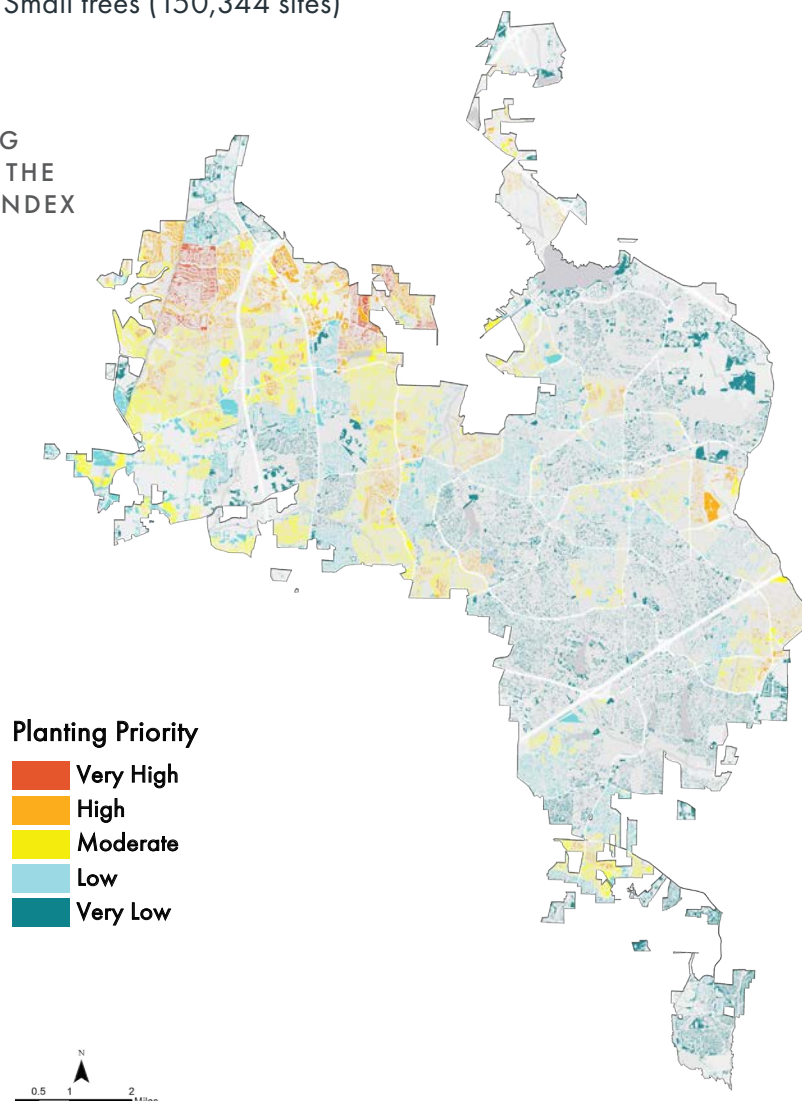 Small trees (150,344 sites)
G
THE
NDEX
Planting Priority
Very High
High
Moderate
Low
Very Low
N
0.5 1 2
Miles